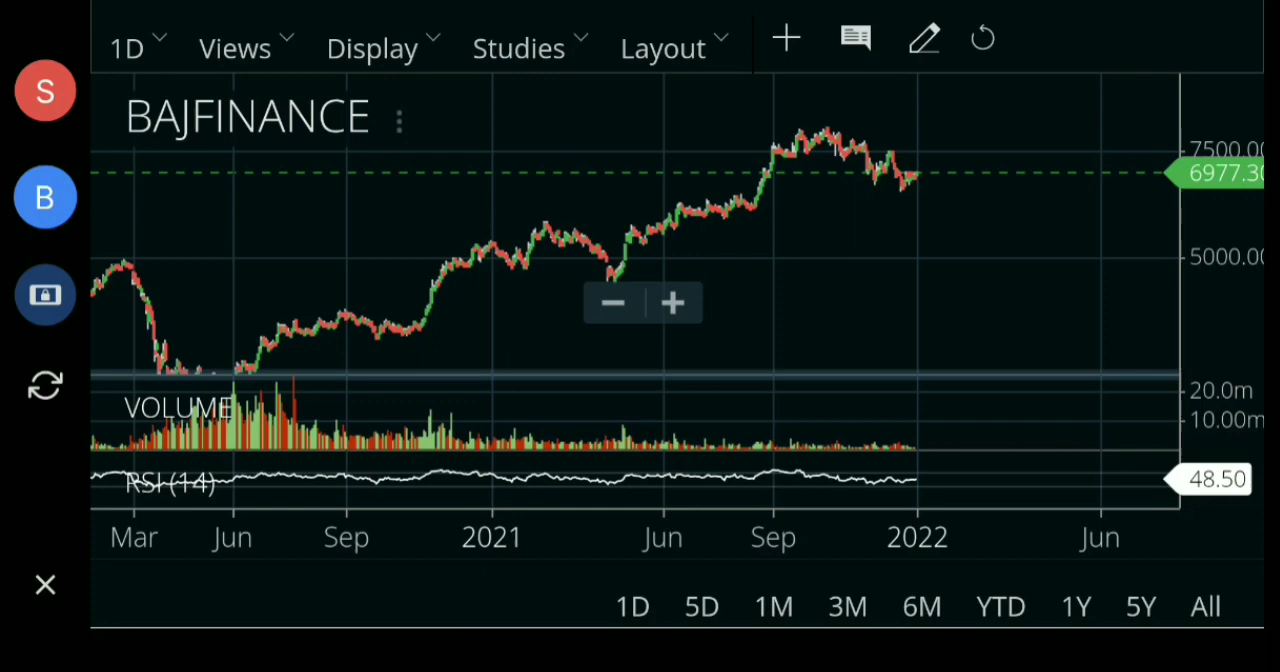 1D Views Display Studies Layout
S
BAJFINANCE
7500.00
6977.30
B
5000.00
20.0m
VOLUME
10.00m
RSI (14)
48.50
Mar Jun Sep 2021 Jun Sep 2022 Jun
1D 5D 1M 3M 6M YTD 1Y 5Y All